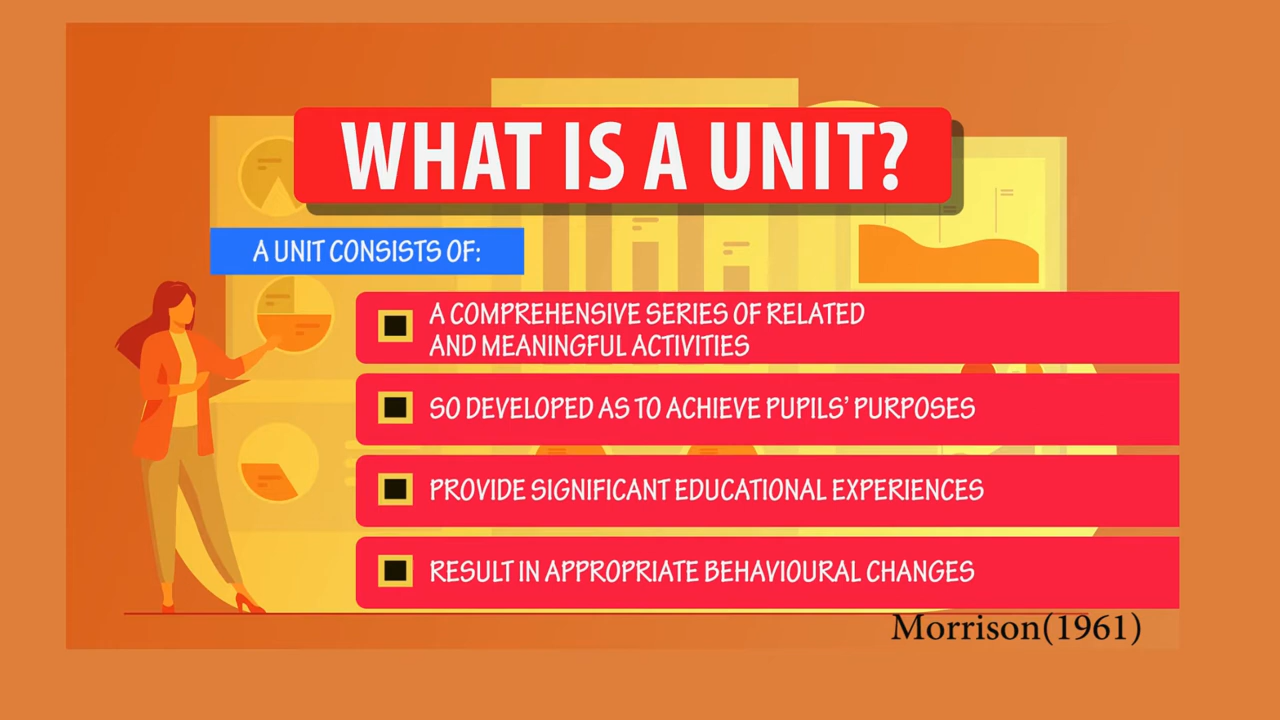 WHAT IS A UNIT?
A UNIT CONSISTS OF:
A COMPREHENSIVE SERIES OF RELATED
AND MEANINGFUL ACTIVITIES
SO DEVELOPED AS TO ACHIEVE PUPILS' PURPOSES
PROVIDE SIGNIFICANT EDUCATIONAL EXPERIENCES
RESULT IN APPROPRIATE BEHAVIOURAL CHANGES
Morrison(1961)